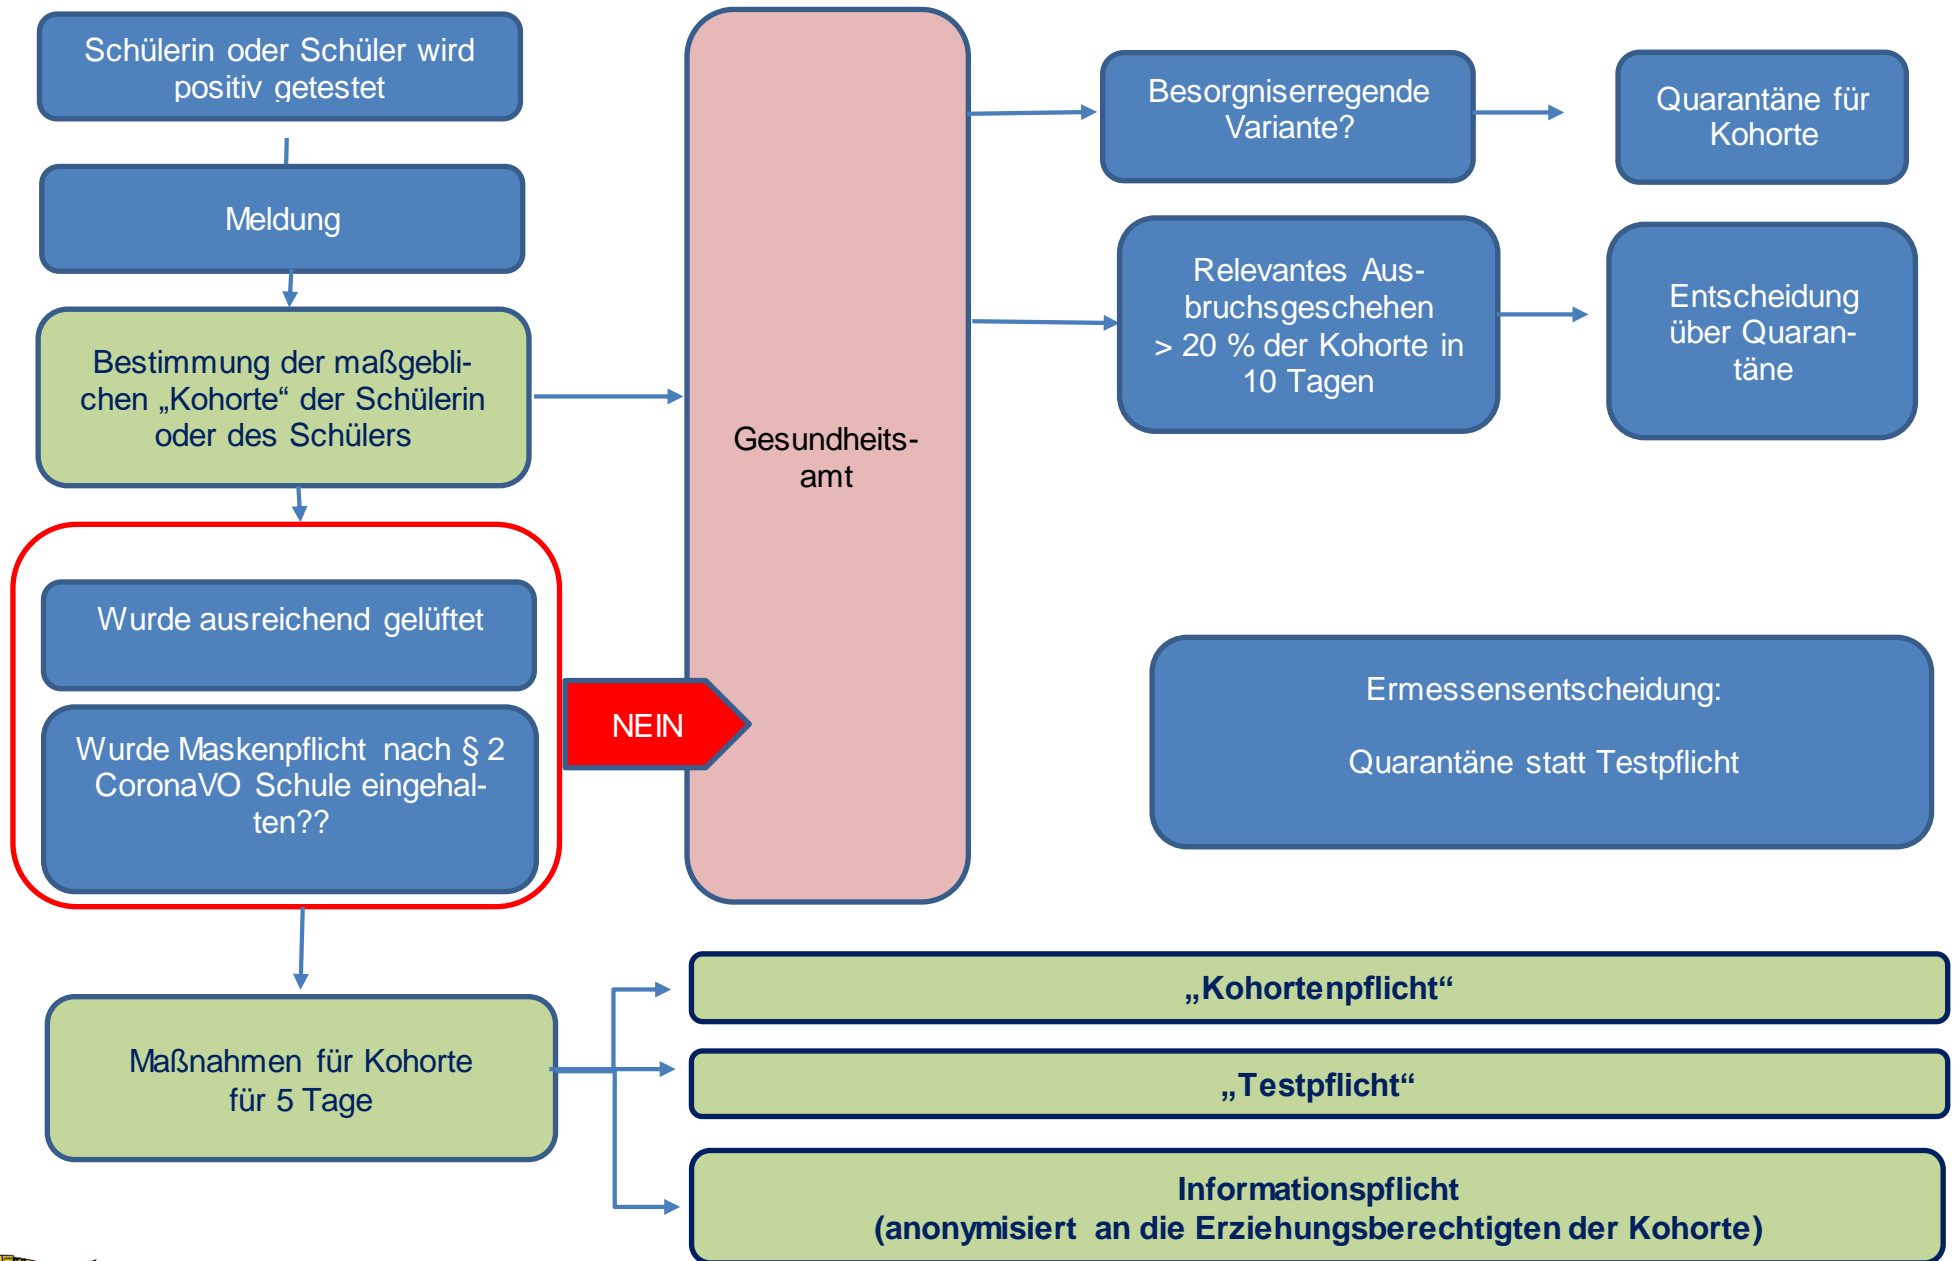 Schülerin oder Schüler wird
positiv getestet
Meldung
Bestimmung der maßgebli-
chen „Kohorte“ der Schülerin
oder des Schülers
Wurde ausreichend gelüftet
Wurde Maskenpflicht nach § 2
CoronaVO Schule eingehal-
ten??
NEIN
Gesundheits-
amt
Besorgniserregende
Variante?
Quarantäne für
Kohorte
Relevantes Aus-
bruchsgeschehen
> 20 % der Kohorte in
10 Tagen
Entscheidung
über Quaran-
täne
Ermessensentscheidung:
Quarantäne statt Testpflicht
Maßnahmen für Kohorte
für 5 Tage
„Kohortenpflicht“
„Testpflicht“
Informationspflicht
(anonymisiert an die Erziehungsberechtigten der Kohorte)